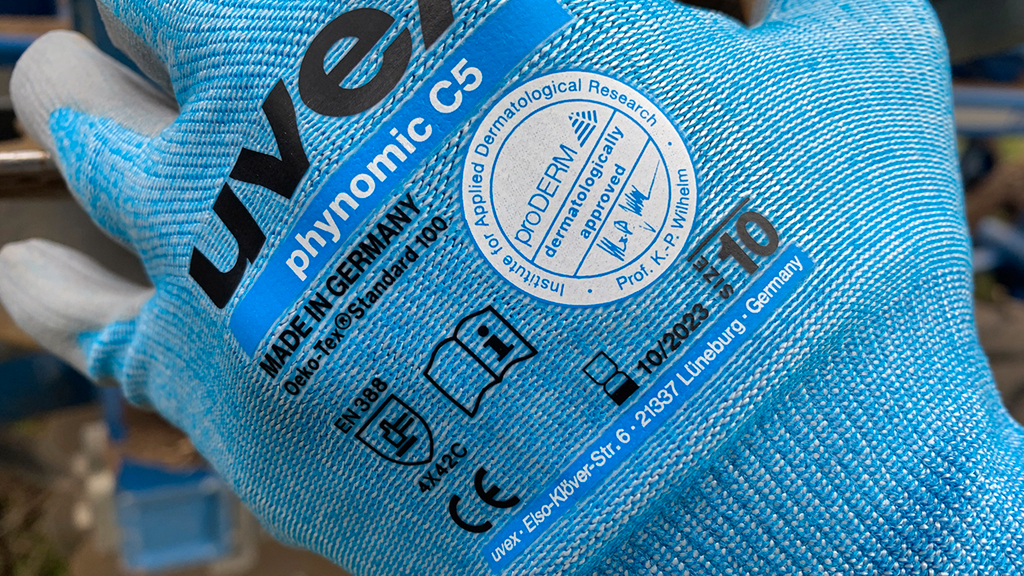 uvex
phynomic C5
MADE IN GERMANY
Oeko-Tex® Standard 100
Institute for Applied Dermatological Research
proDERM
dermatologically
approved
Prof. K.-P. Wilhelm
SIZE
10
i
EN 388
4X42C
CE
10/2023
uvex · Elso-Klöver-Str. 6 · 21337 Lüneburg · Germany